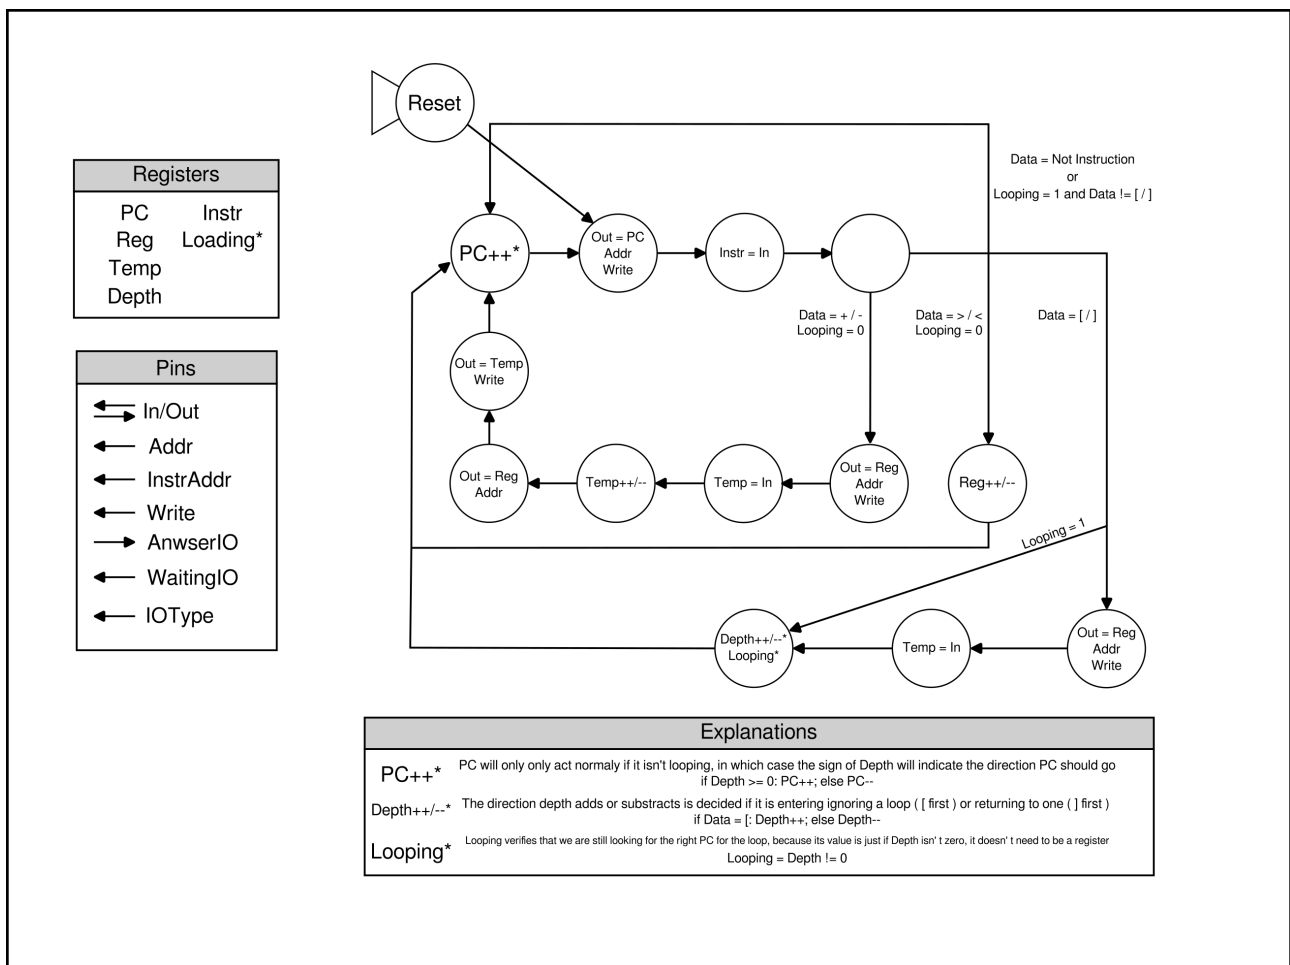 Reset
Data = Not Instruction
or
Looping = 1 and Data != [ / ]
Registers
PC Instr
Reg Loading*
Temp
Depth
PC++*
Out = PC
Addr
Write
Instr = In
Data = + / -
Looping = 0
Data = > / <
Looping = 0
Data = [ / ]
Out = Temp
Write
Pins
In/Out
Addr
InstrAddr
Write
AnwserIO
WaitingIO
IOType
Out = Reg
Addr
Temp++/--
Temp = In
Out = Reg
Addr
Write
Reg++/--
Looping = 1
Depth++/--*
Looping*
Temp = In
Out = Reg
Addr
Write
Explanations
PC++* PC will only only act normaly if it isn't looping, in which case the sign of Depth will indicate the direction PC should go
if Depth >= 0: PC++; else PC--
Depth++/--* The direction depth adds or substracts is decided if it is entering ignoring a loop ( [ first ) or returning to one ( ] first )
if Data = [: Depth++; else Depth--
Looping* Looping verifies that we are still looking for the right PC for the loop, because its value is just if Depth isn' t zero, it doesn' t need to be a register
Looping = Depth != 0